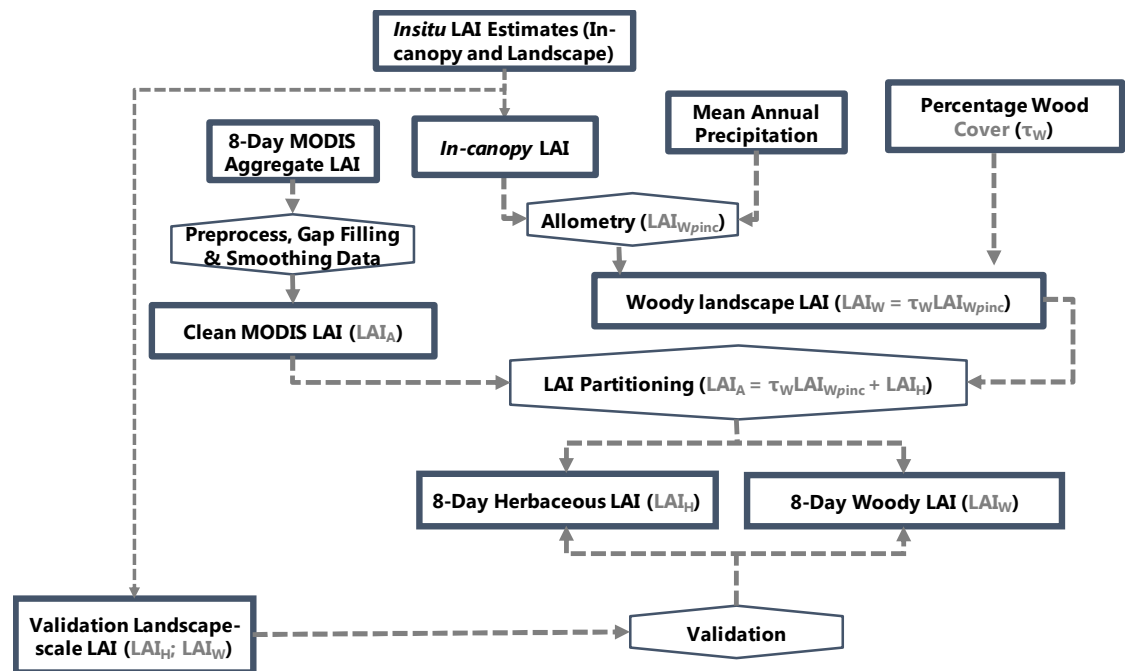 Insitu LAI Estimates (In-
canopy and Landscape)
8-Day MODIS
Aggregate LAI
In-canopy LAI
Mean Annual
Precipitation
Percentage Wood
Cover (τW)
Allometry (LAIWpinc)
Preprocess, Gap Filling
& Smoothing Data
Woody landscape LAI (LAIW = τWLAIWpinc)
Clean MODIS LAI (LAIA)
LAI Partitioning (LAIA = τWLAIWpinc + LAIH)
8-Day Herbaceous LAI (LAIH)
8-Day Woody LAI (LAIW)
Validation Landscape-
scale LAI (LAIH; LAIW)
Validation